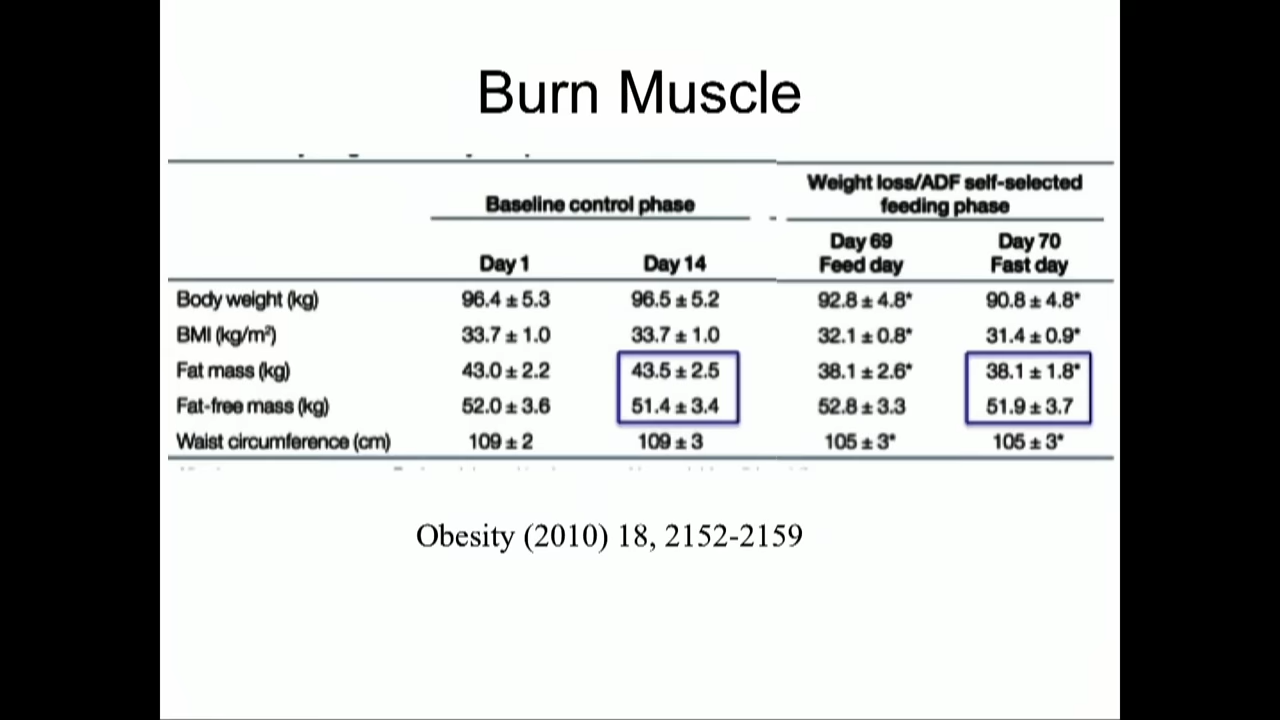 Burn Muscle
Weight loss/ADF self-selected
Baseline control phase feeding phase
Day 69 Day 70
Day 1 Day 14 Feed day Fast day
Body weight (kg) 96.4 ± 5.3 96.5 ± 5.2 92.8 ± 4.8* 90.8 ± 4.8*
BMI (kg/m²) 33.7 ± 1.0 33.7 ± 1.0 32.1 ± 0.8* 31.4 ± 0.9*
Fat mass (kg) 43.0 ± 2.2 43.5 ± 2.5 38.1 ± 2.6* 38.1 ± 1.8*
Fat-free mass (kg) 52.0 ± 3.6 51.4 ± 3.4 52.8 ± 3.3 51.9 ± 3.7
Waist circumference (cm) 109 ± 2 109 ± 3 105 ± 3* 105 ± 3*
Obesity (2010) 18, 2152-2159